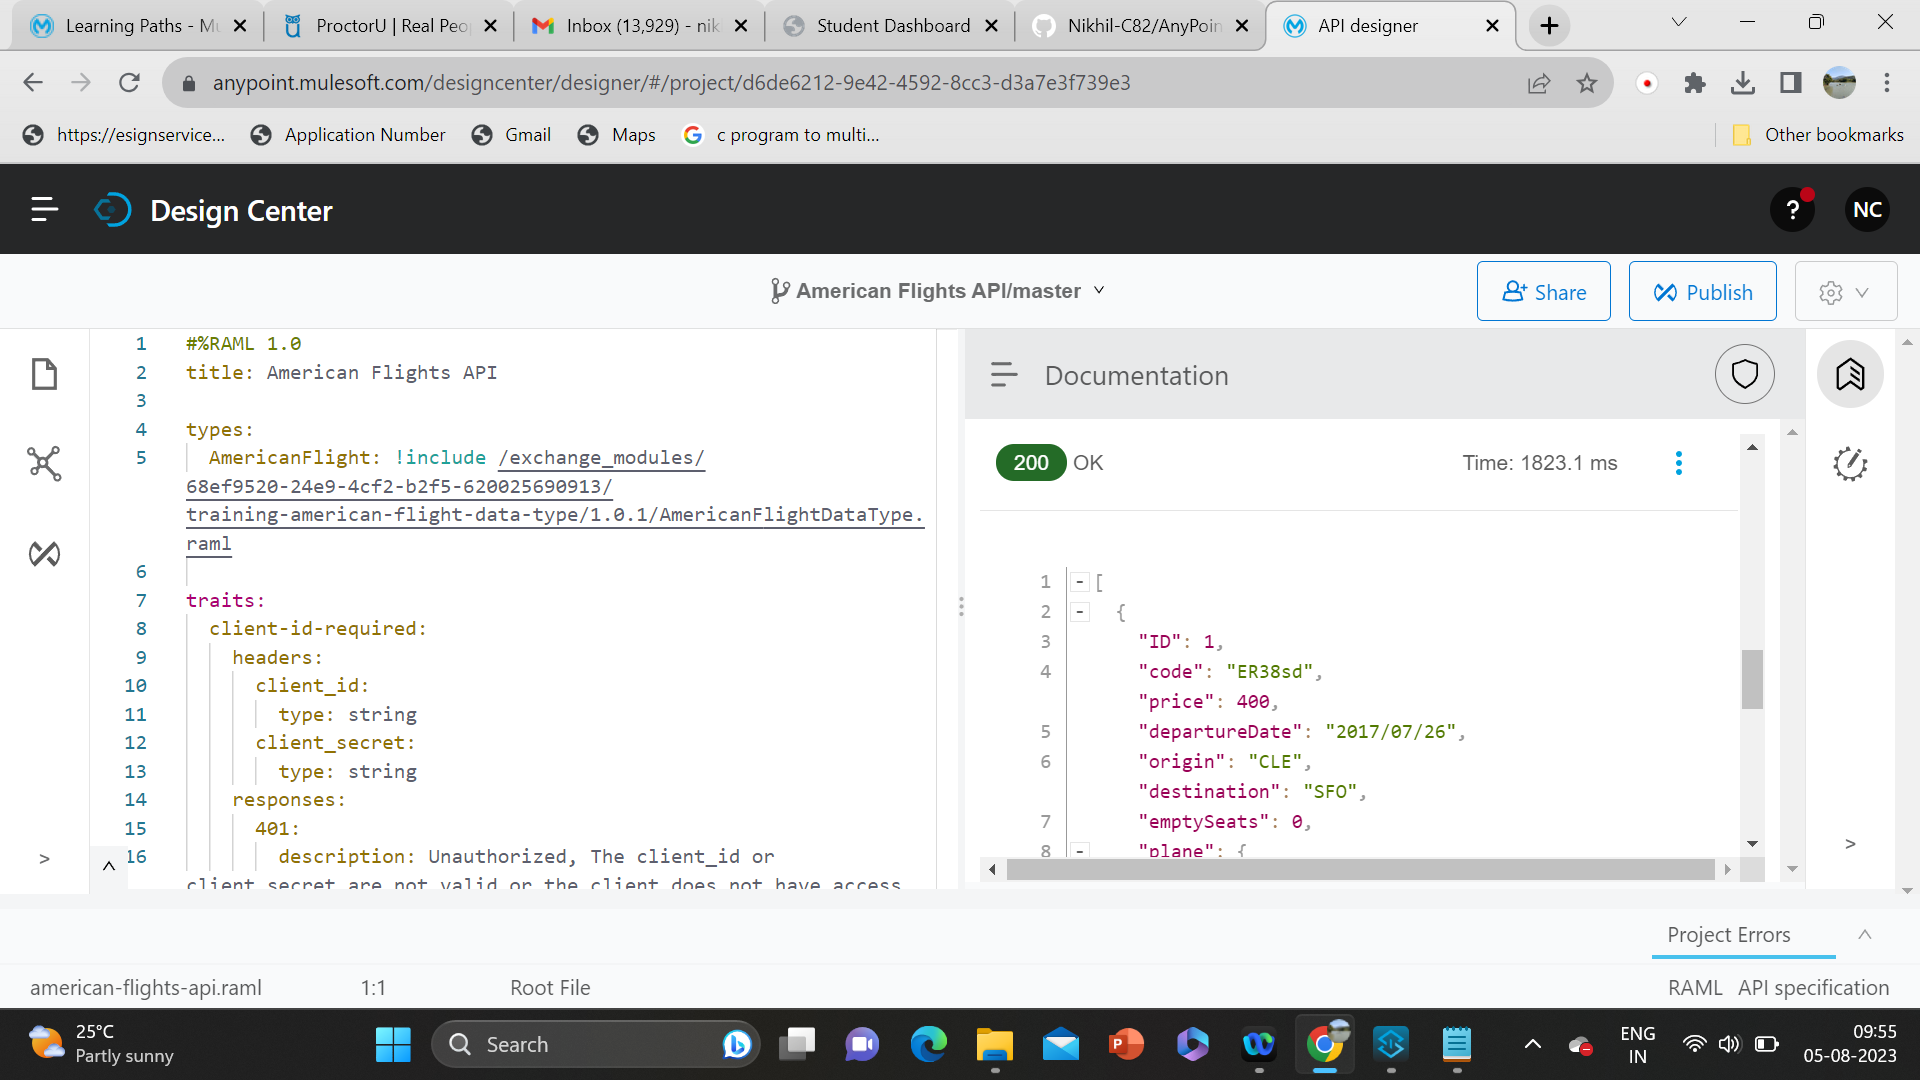 Learning Paths - Mu
ProctorU | Real Peop
Inbox (13,929) - nik
Student Dashboard
Nikhil-C82/AnyPoin
API designer
anypoint.mulesoft.com/designcenter/designer/#/project/d6de6212-9e42-4592-8cc3-d3a7e3f739e3
https://esignservice...
Application Number
Gmail
Maps
c program to multi...
Other bookmarks
Design Center
?
NC
American Flights API/master
Share
Publish
1 #%RAML 1.0
2 title: American Flights API
3
4 types:
5 AmericanFlight: !include /exchange_modules/
68ef9520-24e9-4cf2-b2f5-620025690913/
training-american-flight-data-type/1.0.1/AmericanFlightDataType.
raml
6
7 traits:
8 client-id-required:
9 headers:
10 client_id:
11 type: string
12 client_secret:
13 type: string
14 responses:
15 401:
16 description: Unauthorized, The client_id or
client_secret are not valid or the client does not have access.
Documentation
200 OK
Time: 1823.1 ms
1 - [
2 - {
3 "ID": 1,
4 "code": "ER38sd",
"price": 400,
5 "departureDate": "2017/07/26",
6 "origin": "CLE",
"destination": "SFO",
7 "emptySeats": 0,
8 - "plane": {
Project Errors
american-flights-api.raml
1:1
Root File
RAML
API specification
25°C
Partly sunny
Search
ENG
IN
09:55
05-08-2023